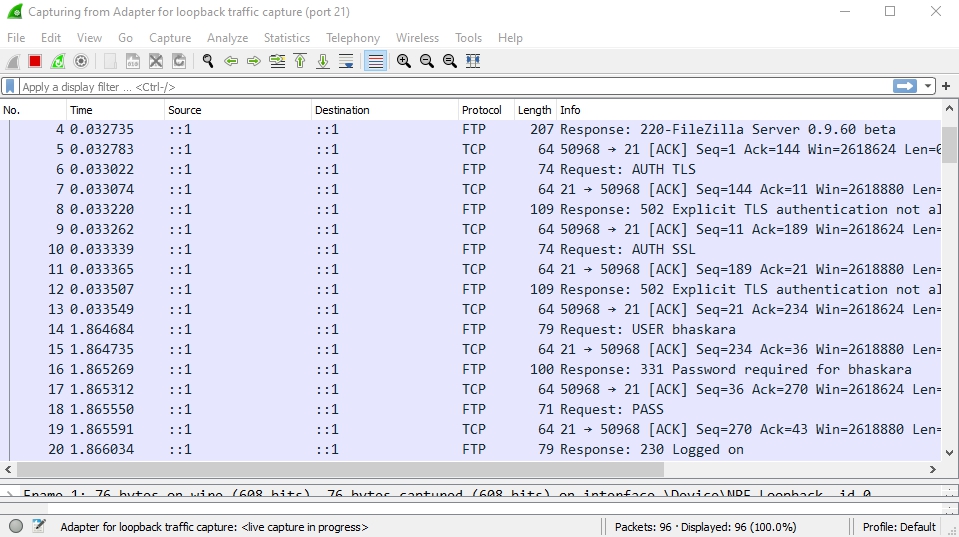 Capturing from Adapter for loopback traffic capture (port 21)
File Edit View Go Capture Analyze Statistics Telephony Wireless Tools Help
Apply a display filter ... <Ctrl-/>
No. Time Source Destination Protocol Length Info
4 0.032735 ::1 ::1 FTP 207 Response: 220-FileZilla Server 0.9.60 beta
5 0.032783 ::1 ::1 TCP 64 50968 → 21 [ACK] Seq=1 Ack=144 Win=2618624 Len=0
6 0.033022 ::1 ::1 FTP 74 Request: AUTH TLS
7 0.033074 ::1 ::1 TCP 64 21 → 50968 [ACK] Seq=144 Ack=11 Win=2618880 Len=
8 0.033220 ::1 ::1 FTP 109 Response: 502 Explicit TLS authentication not
9 0.033262 ::1 ::1 TCP 64 50968 → 21 [ACK] Seq=11 Ack=189 Win=2618624 Len=
10 0.033339 ::1 ::1 FTP 74 Request: AUTH SSL
11 0.033365 ::1 ::1 TCP 64 21 → 50968 [ACK] Seq=189 Ack=21 Win=2618880 Len=
12 0.033507 ::1 ::1 FTP 109 Response: 502 Explicit TLS authentication not
13 0.033549 ::1 ::1 TCP 64 50968 → 21 [ACK] Seq=21 Ack=234 Win=2618624 Len=
14 1.864684 ::1 ::1 FTP 79 Request: USER bhaskara
15 1.864735 ::1 ::1 TCP 64 21 → 50968 [ACK] Seq=234 Ack=36 Win=2618880 Len=
16 1.865269 ::1 ::1 FTP 100 Response: 331 Password required for bhaskara
17 1.865312 ::1 ::1 TCP 64 50968 → 21 [ACK] Seq=36 Ack=270 Win=2618624 Len=
18 1.865550 ::1 ::1 FTP 71 Request: PASS
19 1.865591 ::1 ::1 TCP 64 21 → 50968 [ACK] Seq=270 Ack=43 Win=2618880 Len=
20 1.866034 ::1 ::1 FTP 79 Response: 230 Logged on
Frame 1: 76 bytes on wire (608 bits), 76 bytes captured (608 bits) on interface \Device\NPF_Loopback, id 0
Adapter for loopback traffic capture: <live capture in progress> Packets: 96 · Displayed: 96 (100.0%) Profile: Default